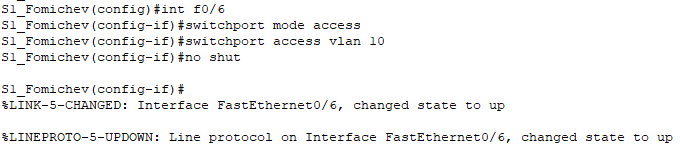 S1_Fomichev(config)#int f0/6
S1_Fomichev(config-if)#switchport mode access
S1_Fomichev(config-if)#switchport access vlan 10
S1_Fomichev(config-if)#no shut
S1_Fomichev(config-if)#
%LINK-5-CHANGED: Interface FastEthernet0/6, changed state to up
%LINEPROTO-5-UPDOWN: Line protocol on Interface FastEthernet0/6, changed state to up